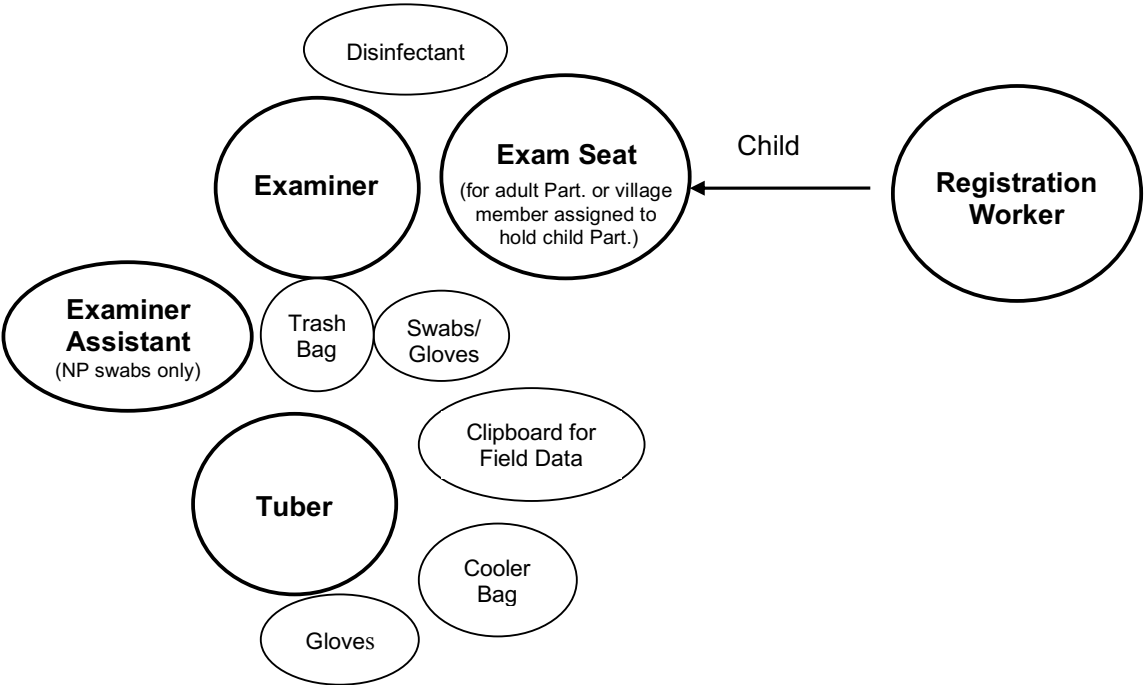 Disinfectant
Examiner
Exam Seat
(for adult Part. or village
member assigned to
hold child Part.)
Child
Registration
Worker
Examiner
Assistant
(NP swabs only)
Trash
Bag
Swabs/
Gloves
Clipboard for
Field Data
Tuber
Cooler
Bag
Gloves